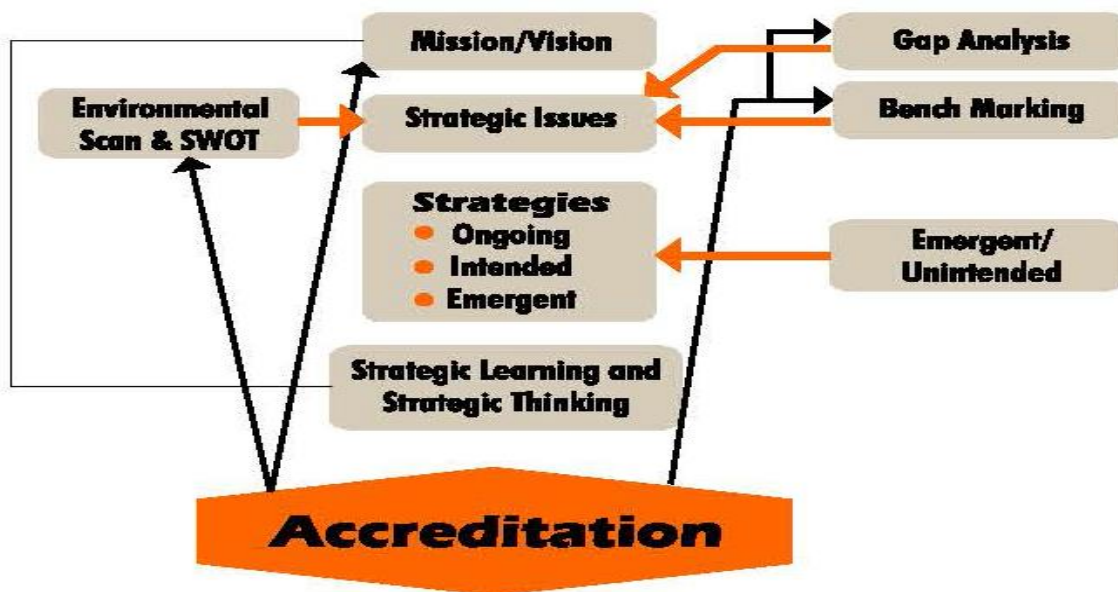 Mission/Vision
Gap Analysis
Environmental
Scan & SWOT
Strategic Issues
Bench Marking
Strategies
Ongoing
Intended
Emergent
Emergent/
Unintended
Strategic Learning and
Strategic Thinking
Accreditation